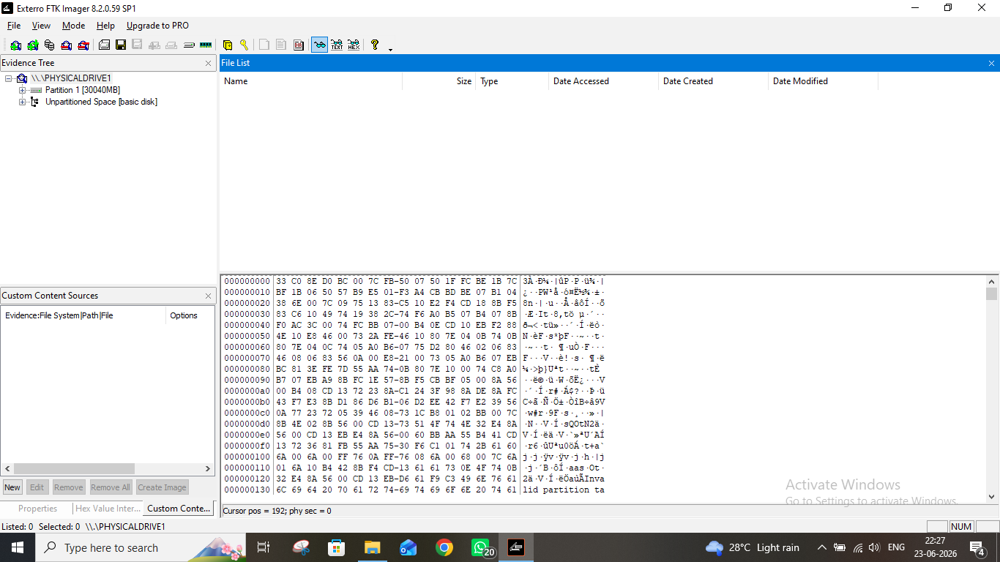 Exterro FTK Imager 8.2.0.59 SP1
File View Mode Help Upgrade to PRO
Evidence Tree
\\.\PHYSICALDRIVE1
Partition 1 [30040MB]
Unpartitioned Space [basic disk]
Custom Content Sources
Evidence:File System|Path|File Options
New Edit Remove Remove All Create Image
Properties Hex Value Inter... Custom Conte...
File List
Name Size Type Date Accessed Date Created Date Modified
000000000 33 C0 8E D0 BC 00 7C FB-50 07 50 1F FC BE 1B 7C 3À·Ð¼·|ûP·P·ü¾·|
000000010 BF 1B 06 50 57 B9 E5 01-F3 A4 CB BD BE 07 B1 04 ¿··PW¹å·ó¤Ë½¾·±·
000000020 38 6E 00 7C 09 75 13 83-C5 10 E2 F4 CD 18 8B F5 8n·|·u··Å·âôÍ··õ
000000030 83 C6 10 49 74 19 38 2C-74 F6 A0 B5 07 B4 07 8B ·Æ·It·8,tö µ·´··
000000040 F0 AC 3C 00 74 FC BB 07-00 B4 0E CD 10 EB F2 88 ð¬<·tü»··´·Í·ëò·
000000050 4E 10 E8 46 00 73 2A FE-46 10 80 7E 04 0B 74 0B N·èF·s*þF··~··t·
000000060 80 7E 04 0C 74 05 A0 B6-07 75 D2 80 46 02 06 83 ·~··t· ¶·uÒ·F···
000000070 46 08 06 83 56 0A 00 E8-21 00 73 05 A0 B6 07 EB F···V··è!·s· ¶·ë
000000080 BC 81 3E FE 7D 55 AA 74-0B 80 7E 10 00 74 C8 A0 ¼·>þ}Uªt··~··tÈ
000000090 B7 07 EB A9 8B FC 1E 57-8B F5 CB BF 05 00 8A 56 ··ë©·ü·W·õË¿···V
0000000a0 00 B4 08 CD 13 72 23 8A-C1 24 3F 98 8A DE 8A FC ·´·Í·r#·Á$?··Þ·ü
0000000b0 43 F7 E3 8B D1 86 D6 B1-06 D2 EE 42 F7 E2 39 56 C÷ã·Ñ·Ö±·ÒîB÷â9V
0000000c0 0A 77 23 72 05 39 46 08-73 1C B8 01 02 BB 00 7C ·w#r·9F·s·¸··»·|
0000000d0 8B 4E 02 8B 56 00 CD 13-73 51 4F 74 4E 32 E4 8A ·N··V·Í·sQOtN2ä·
0000000e0 56 00 CD 13 EB E4 8A 56-00 60 BB AA 55 B4 41 CD V·Í·ëä·V·`»ªU´AÍ
0000000f0 13 72 36 81 FB 55 AA 75-30 F6 C1 01 74 2B 61 60 ·r6·ûUªu0öÁ·t+a`
000000100 6A 00 6A 00 FF 76 0A FF-76 08 6A 00 68 00 7C 6A j·j·ÿv·ÿv·j·h·|j
000000110 01 6A 10 B4 42 8B F4 CD-13 61 61 73 0E 4F 74 0B ·j·´B·ôÍ·aas·Ot·
000000120 32 E4 8A 56 00 CD 13 EB-D6 61 F9 C3 49 6E 76 61 2ä·V·Í·ëÖaùÃInva
000000130 6C 69 64 20 70 61 72 74-69 74 69 6F 6E 20 74 61 lid partition ta
Cursor pos = 192; phy sec = 0
Activate Windows
Go to Settings to activate Windows.
Listed: 0 Selected: 0 \\.\PHYSICALDRIVE1
NUM
Type here to search
20
28°C Light rain
ENG
22:27
23-06-2026
4